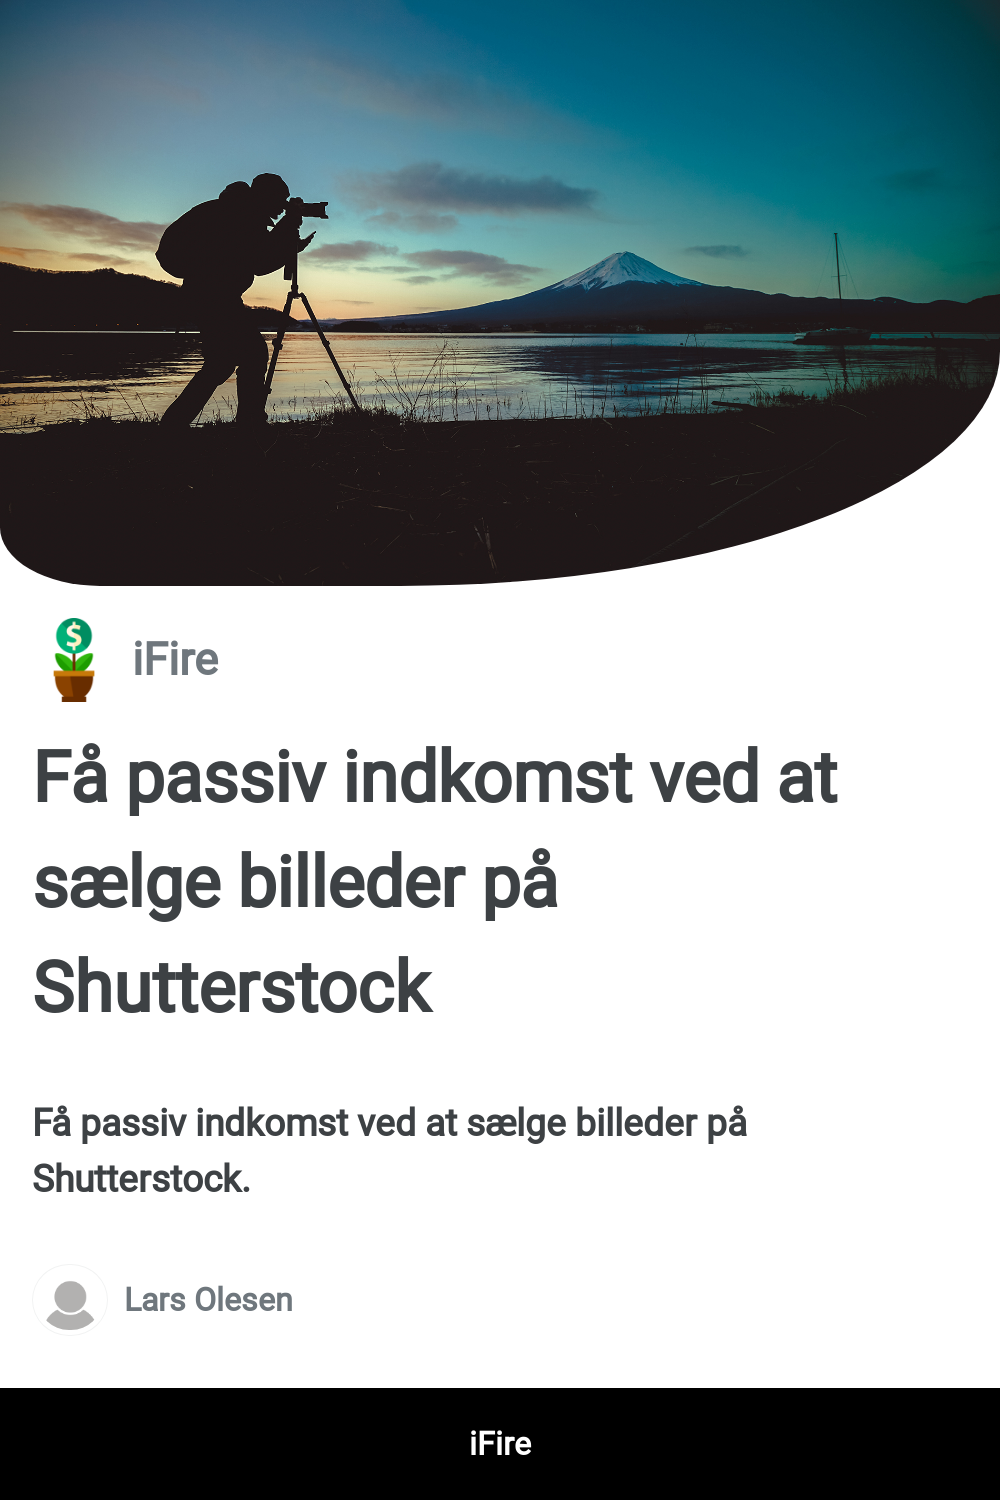 $
iFire
Få passiv indkomst ved at
sælge billeder på
Shutterstock
Få passiv indkomst ved at sælge billeder på
Shutterstock.
Lars Olesen
iFire